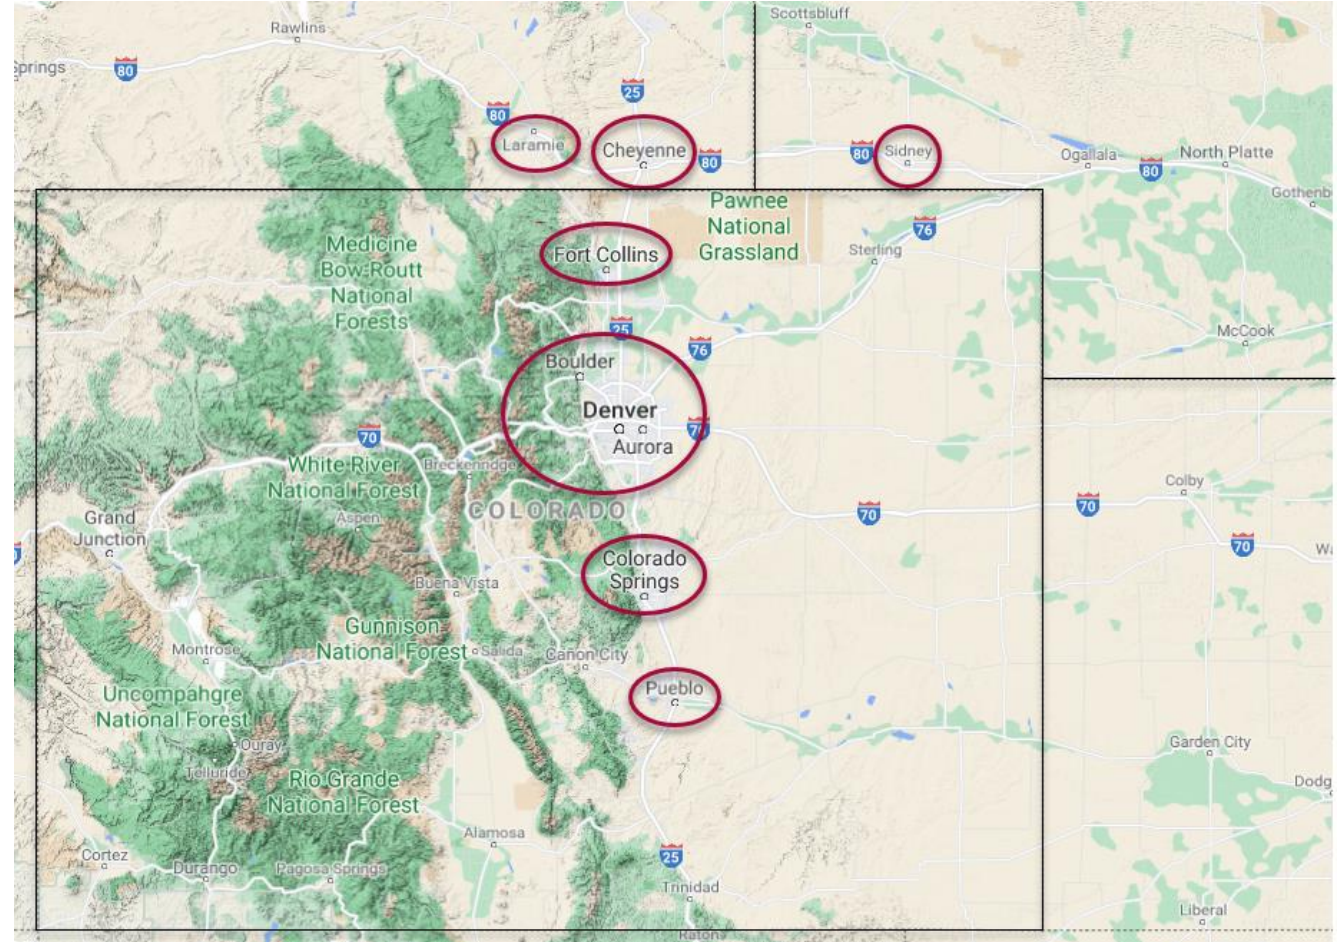 Scottsbluff
Rawlins
Springs
80
25
80
Laramie
Cheyenne
80
80
Sidney
Ogallala
80
North Platte
Gothenb
Pawnee
National
Grassland
76
Sterling
Medicine
Bow-Routt
National
Forests
Fort Collins
25
76
McCook
Boulder
Denver
Aurora
70
70
White River
National Forest
Breckenridge
COLORADO
Aspen
Grand
Junction
70
70
Colby
70
Wa
Colorado
Springs
Buena Vista
Gunnison
National Forest
Salida
Montrose
Canon City
Pueblo
Uncompahgre
National Forest
Ouray
Telluride
Rio Grande
National Forest
Garden City
Dodg
Alamosa
Cortez
Durango
Pagosa Springs
25
Trinidad
Liberal
Raton